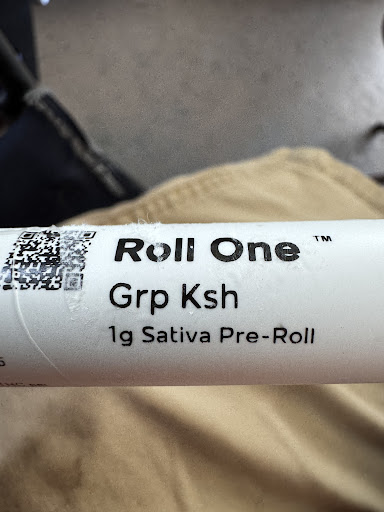 Roll One ™
Grp Ksh
1g Sativa Pre-Roll